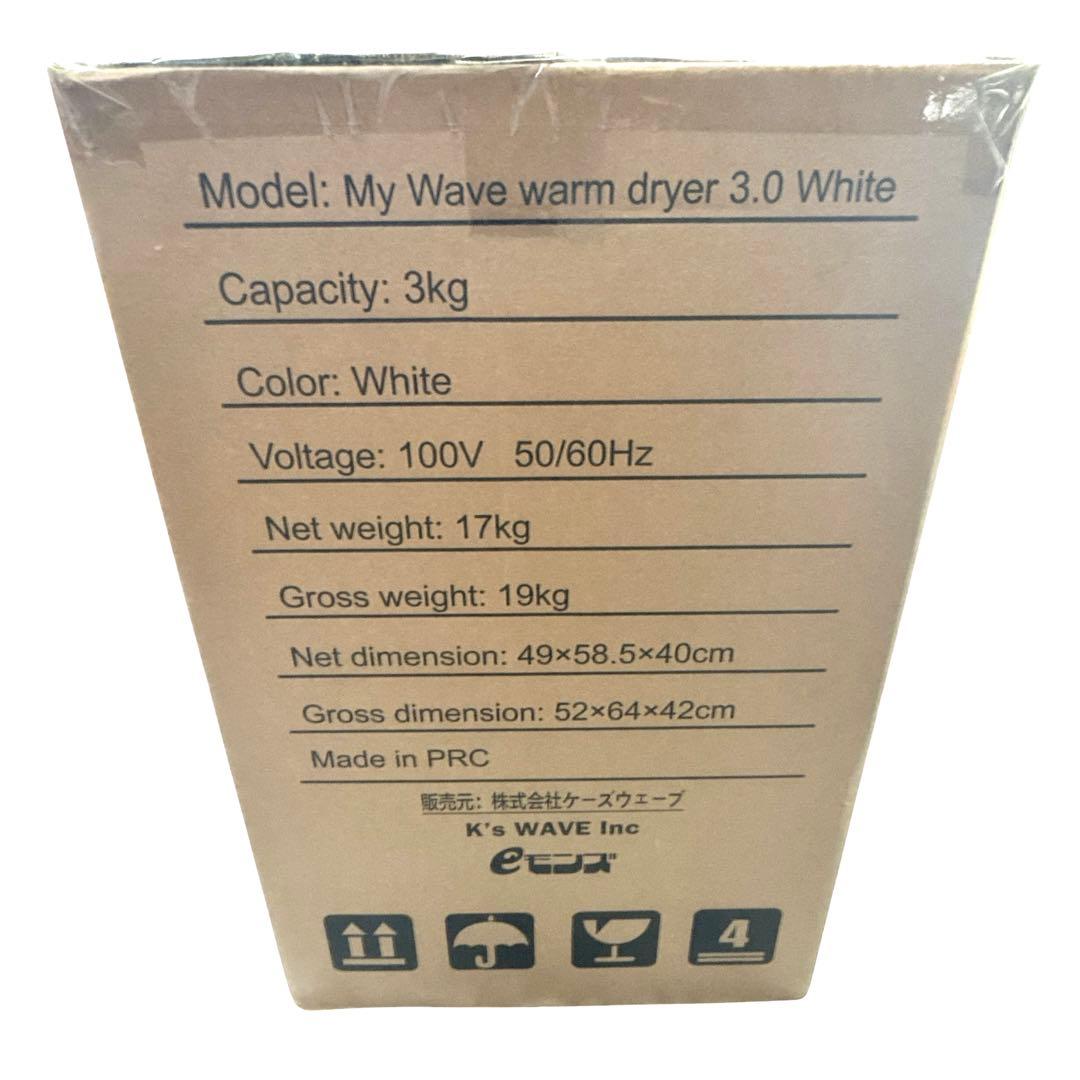 Model: My Wave warm dryer 3.0 White
Capacity: 3kg
Color: White
Voltage: 100V 50/60Hz
Net weight: 17kg
Gross weight: 19kg
Net dimension: 49×58.5×40cm
Gross dimension: 52×64×42cm
Made in PRC
販売元: 株式会社ケーズウェーブ
K's WAVE Inc
eモンズ
4